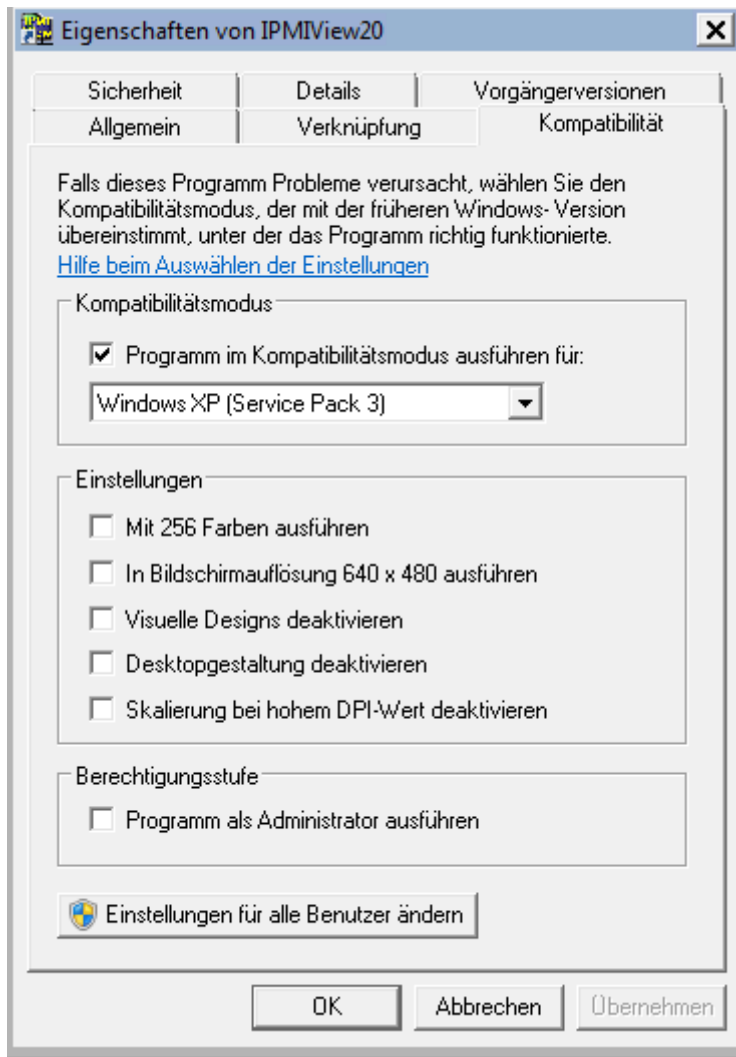 Eigenschaften von IPMIView20
Sicherheit
Details
Vorgängerversionen
Allgemein
Verknüpfung
Kompatibilität
Falls dieses Programm Probleme verursacht, wählen Sie den
Kompatibilitätsmodus, der mit der früheren Windows-Version
übereinstimmt, unter der das Programm richtig funktionierte.
Hilfe beim Auswählen der Einstellungen
Kompatibilitätsmodus
Programm im Kompatibilitätsmodus ausführen für:
Windows XP (Service Pack 3)
Einstellungen
Mit 256 Farben ausführen
In Bildschirmauflösung 640 x 480 ausführen
Visuelle Designs deaktivieren
Desktopgestaltung deaktivieren
Skalierung bei hohem DPI-Wert deaktivieren
Berechtigungsstufe
Programm als Administrator ausführen
Einstellungen für alle Benutzer ändern
OK
Abbrechen
Übernehmen